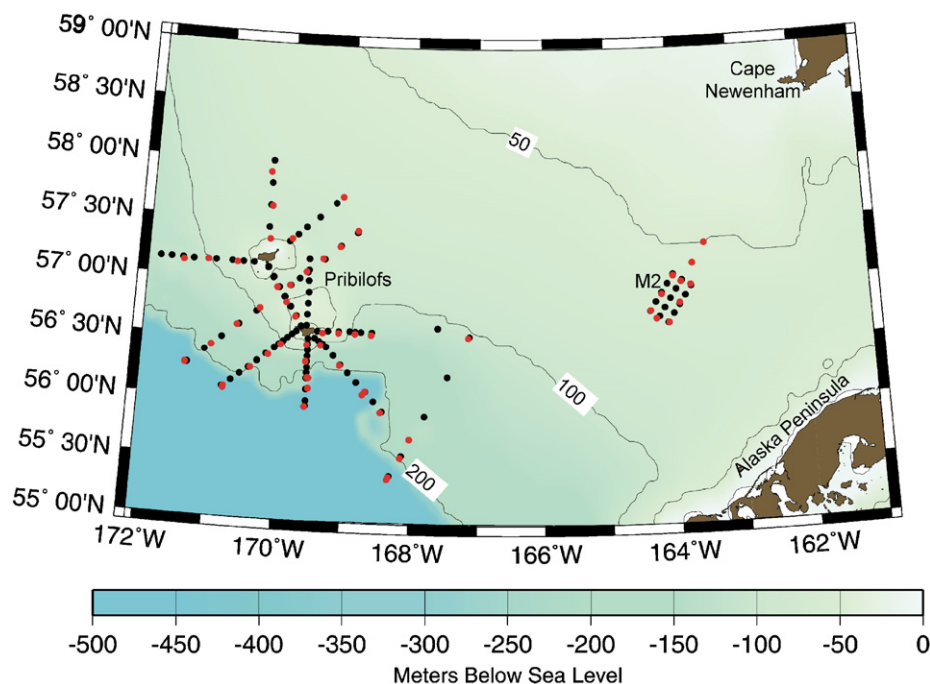 59° 00'N
58° 30'N
58° 00'N
57° 30'N
57° 00'N
56° 30'N
56° 00'N
55° 30'N
55° 00'N
Cape
Newenham
50
Pribilofs
M2
100
Alaska Peninsula
200
172°W
170°W
168°W
166°W
164°W
162°W
-500
-450
-400
-350
-300
-250
-200
-150
-100
-50
0
Meters Below Sea Level